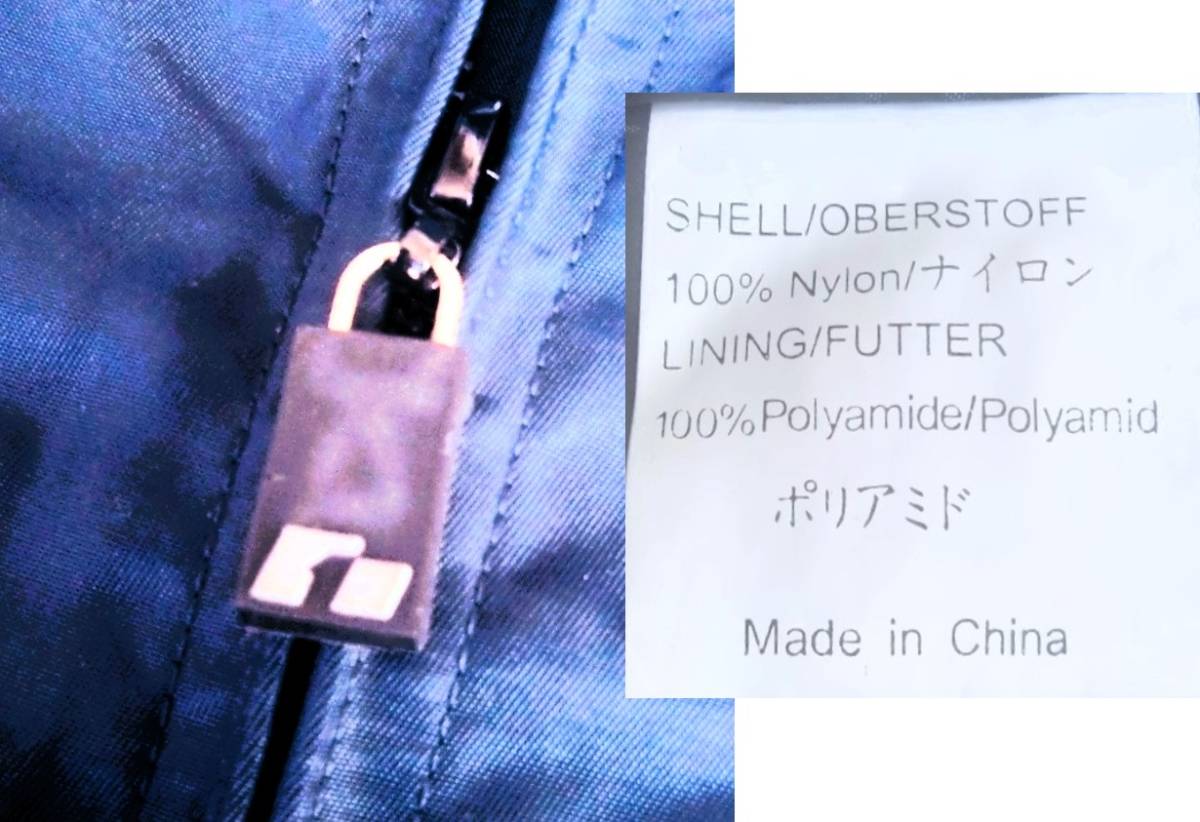 SHELL/OBERSTOFF
100% Nylon/ナイロン
LINING/FUTTER
100%Polyamide/Polyamid
ポリアミド
Made in China